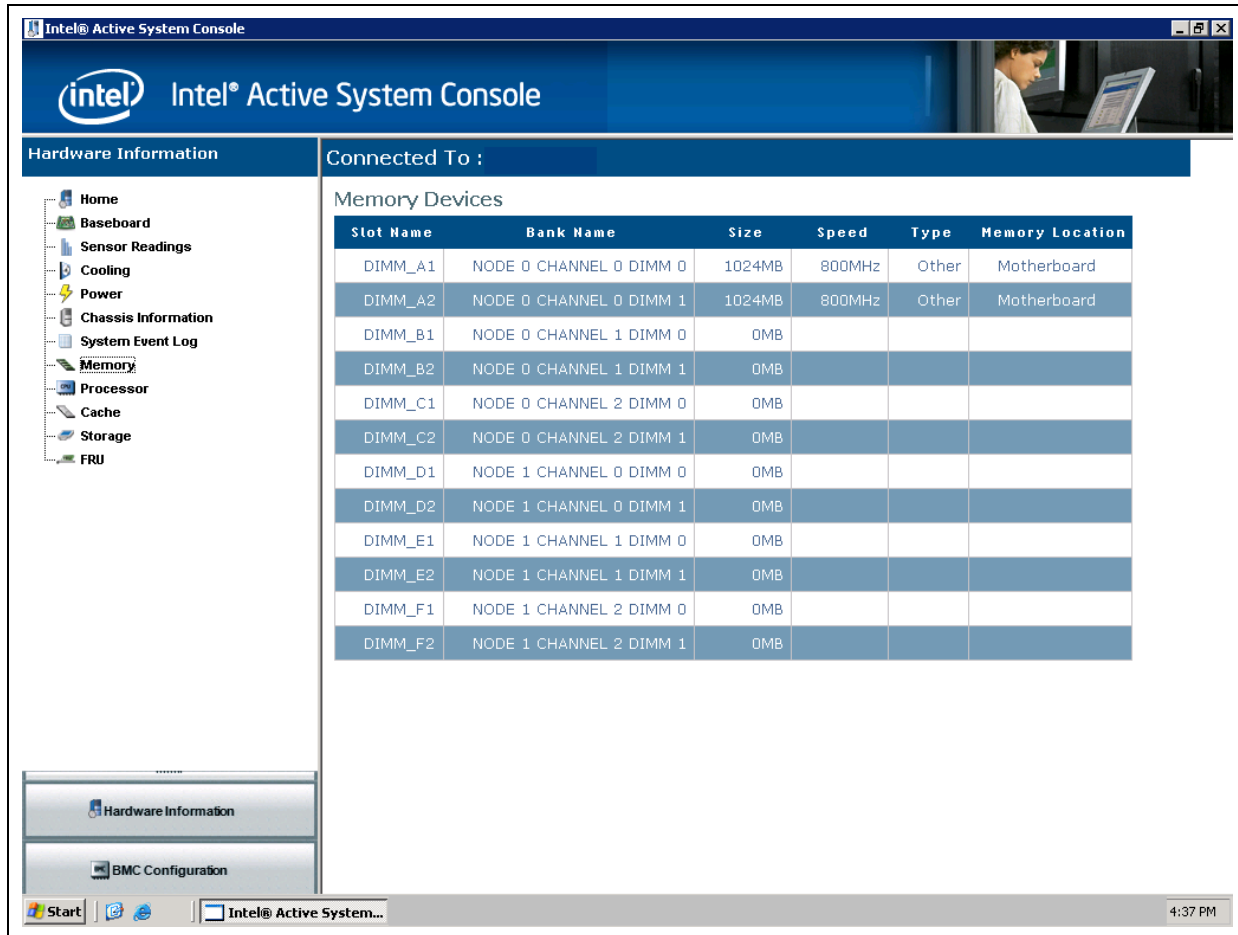 Intel® Active System Console
intel® Intel® Active System Console
Hardware Information
Home
Baseboard
Sensor Readings
Cooling
Power
Chassis Information
System Event Log
Memory
Processor
Cache
Storage
FRU
Hardware Information
BMC Configuration
Connected To :
Memory Devices
Slot Name Bank Name Size Speed Type Memory Location
DIMM_A1 NODE 0 CHANNEL 0 DIMM 0 1024MB 800MHz Other Motherboard
DIMM_A2 NODE 0 CHANNEL 0 DIMM 1 1024MB 800MHz Other Motherboard
DIMM_B1 NODE 0 CHANNEL 1 DIMM 0 0MB
DIMM_B2 NODE 0 CHANNEL 1 DIMM 1 0MB
DIMM_C1 NODE 0 CHANNEL 2 DIMM 0 0MB
DIMM_C2 NODE 0 CHANNEL 2 DIMM 1 0MB
DIMM_D1 NODE 1 CHANNEL 0 DIMM 0 0MB
DIMM_D2 NODE 1 CHANNEL 0 DIMM 1 0MB
DIMM_E1 NODE 1 CHANNEL 1 DIMM 0 0MB
DIMM_E2 NODE 1 CHANNEL 1 DIMM 1 0MB
DIMM_F1 NODE 1 CHANNEL 2 DIMM 0 0MB
DIMM_F2 NODE 1 CHANNEL 2 DIMM 1 0MB
Start Intel® Active System... 4:37 PM